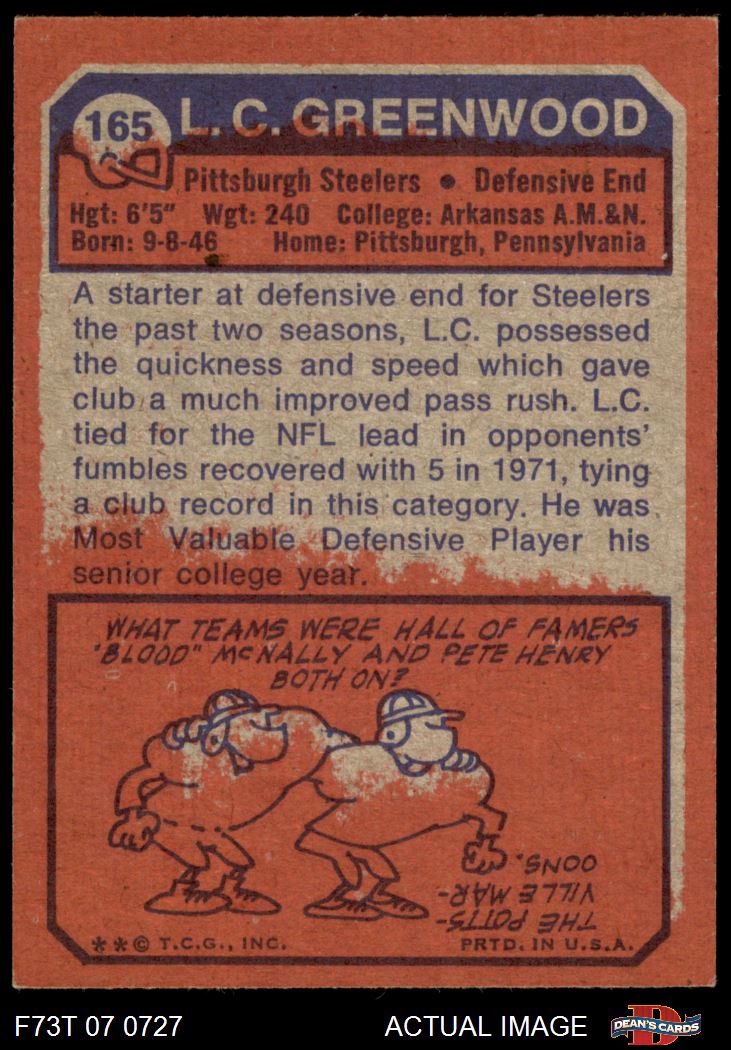 165 L. C. GREENWOOD
Pittsburgh Steelers • Defensive End
Hgt: 6'5" Wgt: 240 College: Arkansas A.M.&N.
Born: 9-8-46 Home: Pittsburgh, Pennsylvania
A starter at defensive end for Steelers
the past two seasons, L.C. possessed
the quickness and speed which gave
club a much improved pass rush. L.C.
tied for the NFL lead in opponents'
fumbles recovered with 5 in 1971, tying
a club record in this category. He was
Most Valuable Defensive Player his
senior college year.
WHAT TEAMS WERE HALL OF FAMERS
"BLOOD" McNALLY AND PETE HENRY
BOTH ON?
THE POTTS-
VILLE MAR-
OONS.
**© T.C.G., INC. PRTD. IN U.S.A.
F73T 07 0727 ACTUAL IMAGE DEAN'S CARDS